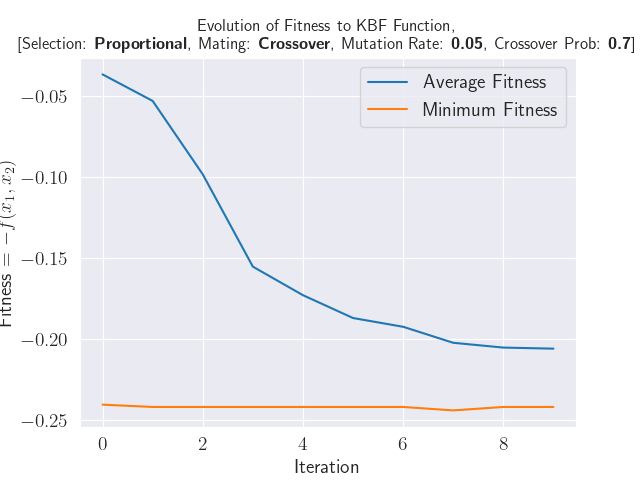 Evolution of Fitness to KBF Function,
[Selection: Proportional, Mating: Crossover, Mutation Rate: 0.05, Crossover Prob: 0.7]
Average Fitness
Minimum Fitness
Fitness = −f(x₁, x₂)
−0.05
−0.10
−0.15
−0.20
−0.25
0 2 4 6 8
Iteration